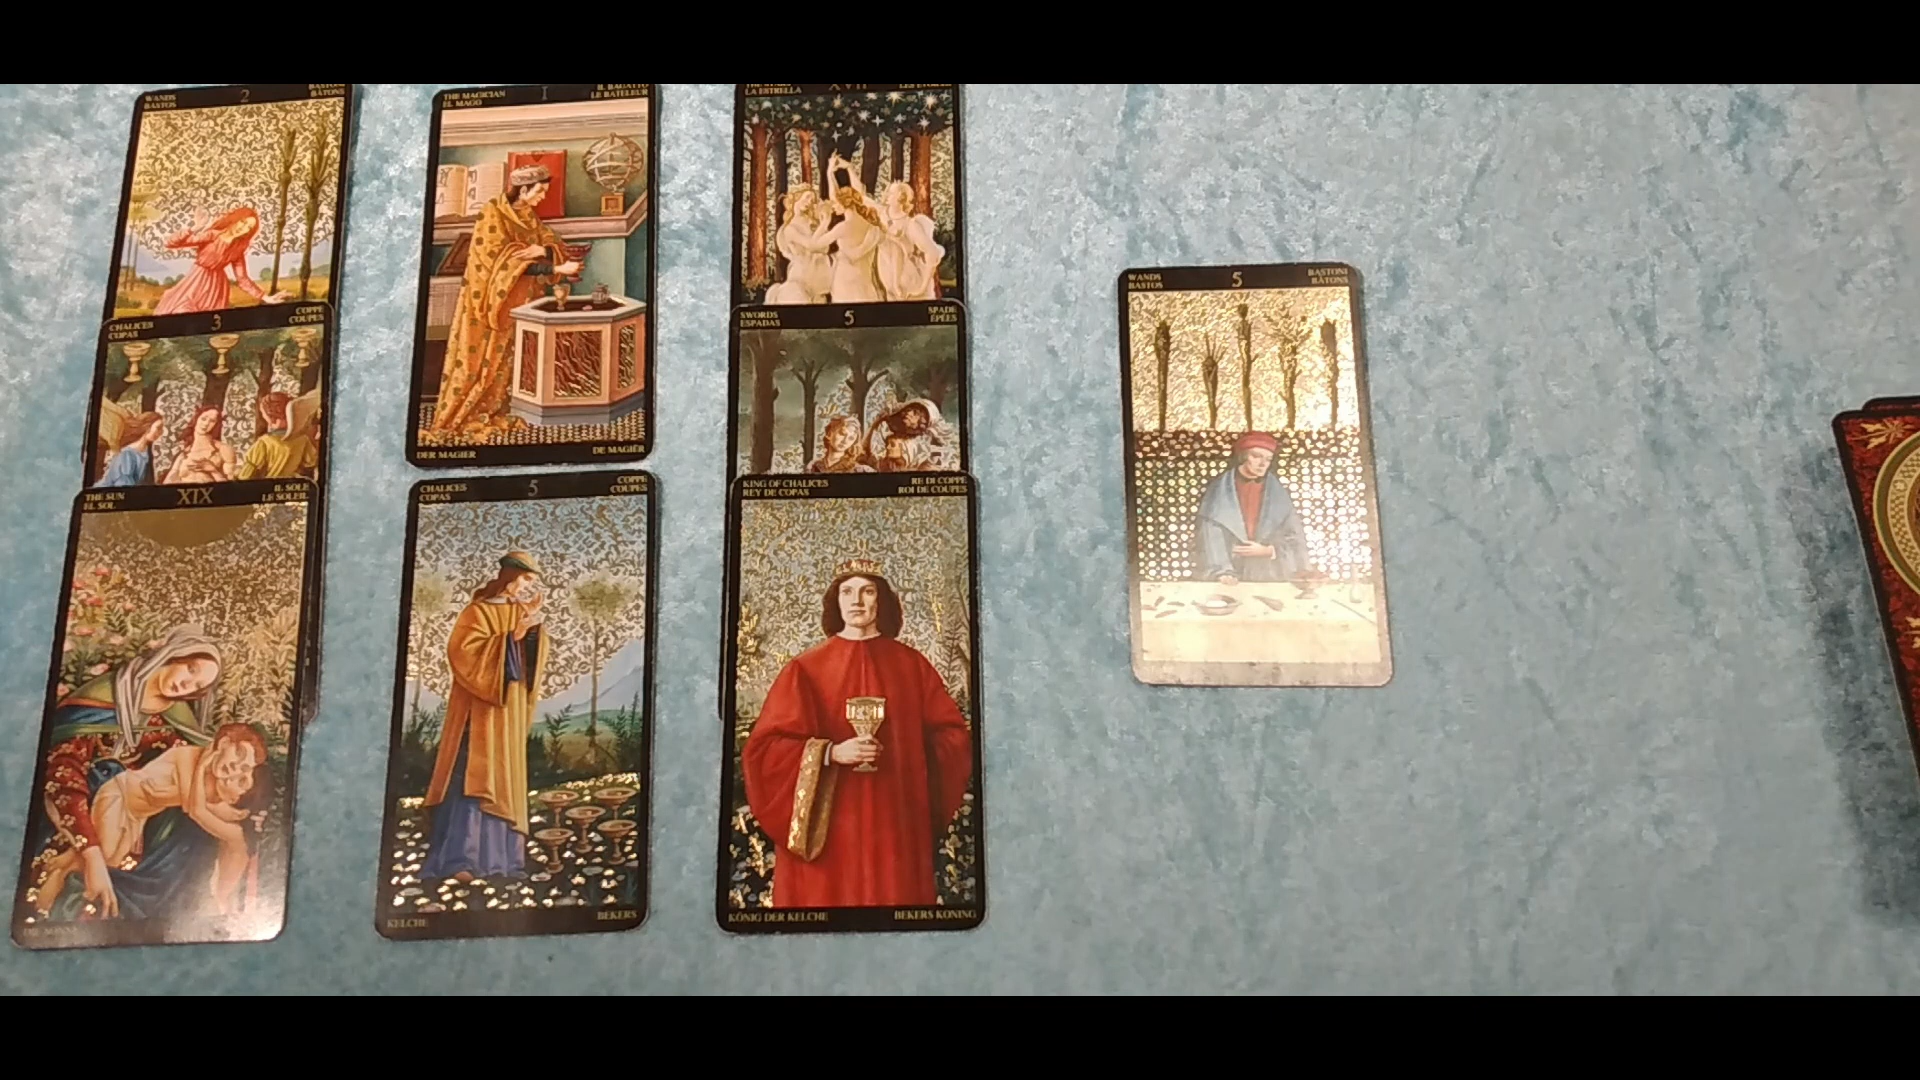 WANDS 2 BASTONI
BASTOS BÂTONS
CHALICES 3 COPPE
COPAS COUPES
THE SUN XIX IL SOLE
EL SOL LE SOLEIL
THE MAGICIAN I IL BAGATTO
EL MAGO LE BATELEUR
DER MAGIER DE MAGIËR
CHALICES 5 COPPE
COPAS COUPES
KELCHE BEKERS
XVII
LA ESTRELLA LES ETOILES
SWORDS 5 SPADE
ESPADAS ÉPÉES
KING OF CHALICES RE DI COPPE
REY DE COPAS ROI DE COUPES
KÖNIG DER KELCHE BEKERS KONING
WANDS 5 BASTONI
BASTOS BÂTONS